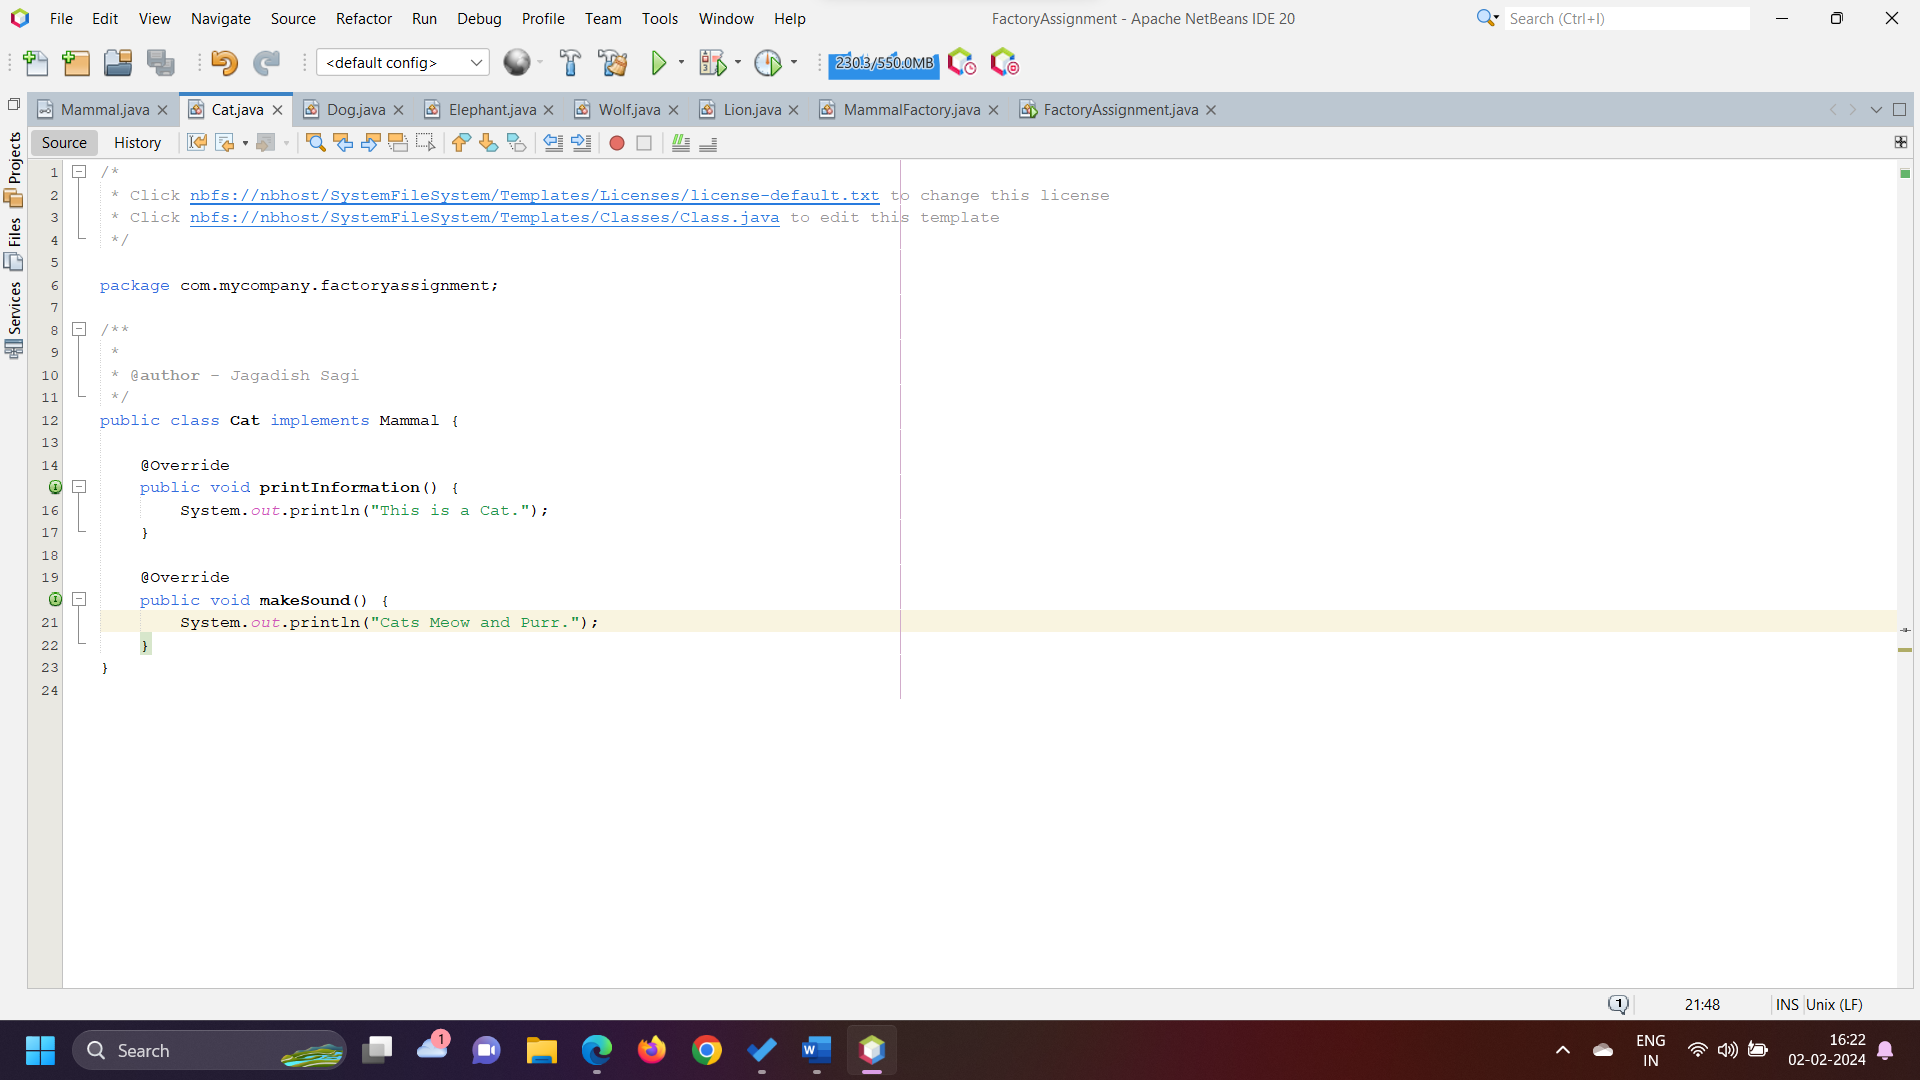 File Edit View Navigate Source Refactor Run Debug Profile Team Tools Window Help
FactoryAssignment - Apache NetBeans IDE 20
Search (Ctrl+I)
<default config>
230.3/550.0MB
Mammal.java Cat.java Dog.java Elephant.java Wolf.java Lion.java MammalFactory.java FactoryAssignment.java
Source History
Projects
Files
Services
1 /*
2 * Click nbfs://nbhost/SystemFileSystem/Templates/Licenses/license-default.txt to change this license
3 * Click nbfs://nbhost/SystemFileSystem/Templates/Classes/Class.java to edit this template
4 */
5
6 package com.mycompany.factoryassignment;
7
8 /**
9 *
10 * @author - Jagadish Sagi
11 */
12 public class Cat implements Mammal {
13
14 @Override
public void printInformation() {
16 System.out.println("This is a Cat.");
17 }
18
19 @Override
public void makeSound() {
21 System.out.println("Cats Meow and Purr.");
22 }
23 }
24
1
21:48
INS
Unix (LF)
Search
1
ENG
IN
16:22
02-02-2024